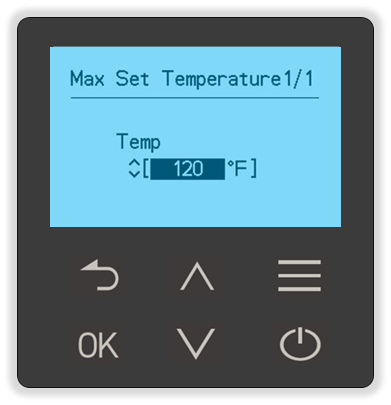 Max Set Temperature1/1
Temp
[ 120 °F]
OK